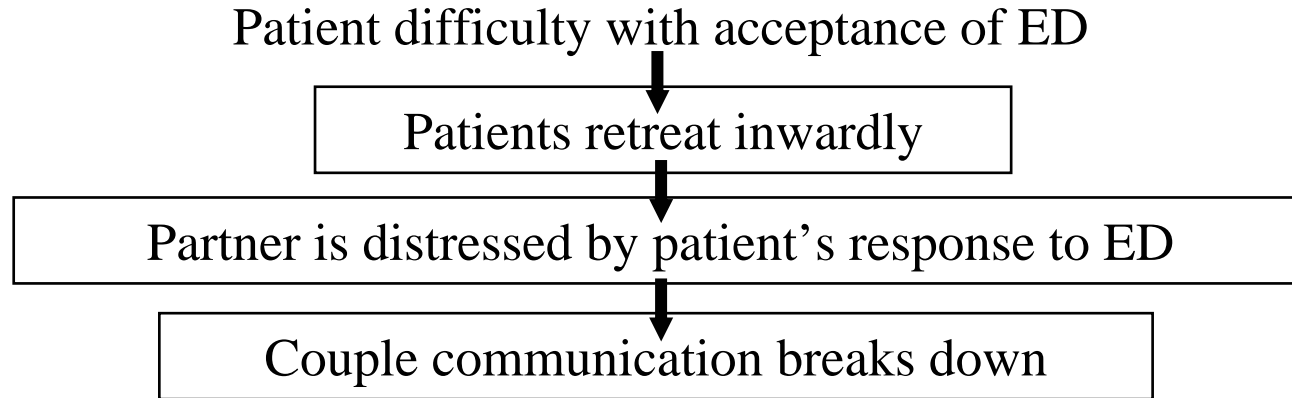 Patient difficulty with acceptance of ED
Patients retreat inwardly
Partner is distressed by patient’s response to ED
Couple communication breaks down